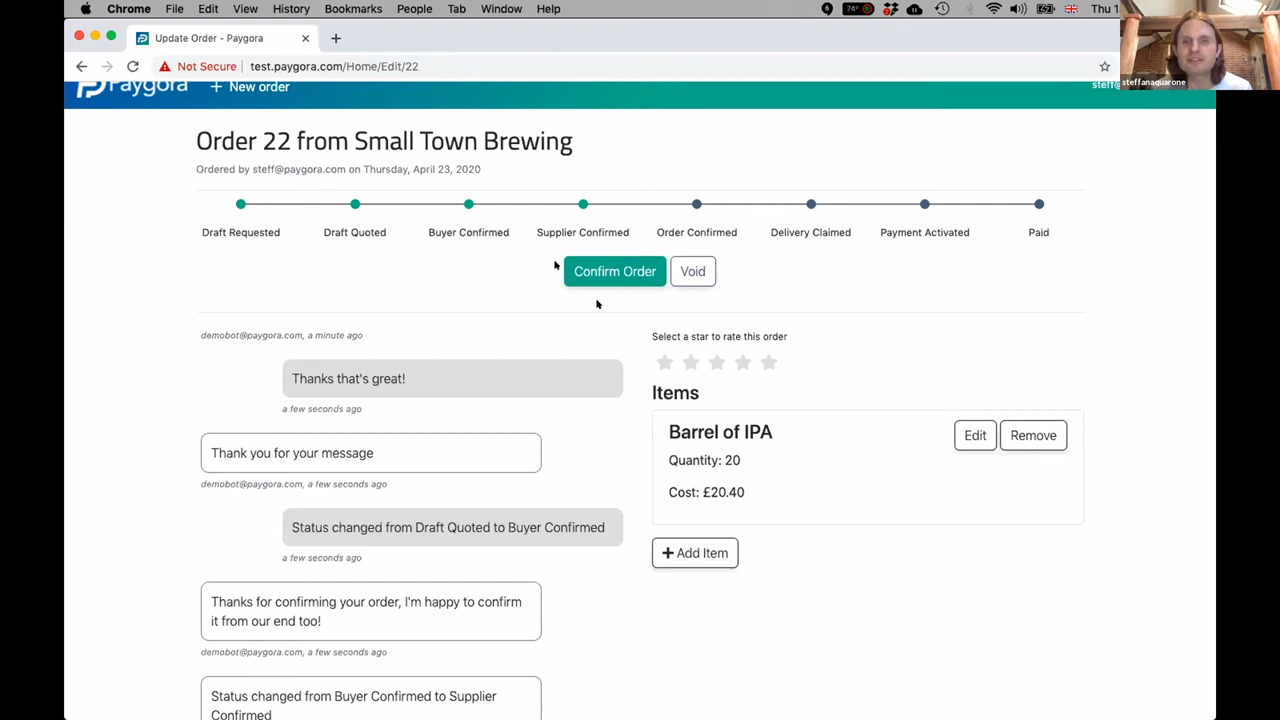 Chrome File Edit View History Bookmarks People Tab Window Help 74° Thu 1
Update Order - Paygora
Not Secure test.paygora.com/Home/Edit/22
steffanaquarone
Paygora + New order steff@
Order 22 from Small Town Brewing
Ordered by steff@paygora.com on Thursday, April 23, 2020
Draft Requested Draft Quoted Buyer Confirmed Supplier Confirmed Order Confirmed Delivery Claimed Payment Activated Paid
Confirm Order Void
demobot@paygora.com, a minute ago
Thanks that's great!
a few seconds ago
Thank you for your message
demobot@paygora.com, a few seconds ago
Status changed from Draft Quoted to Buyer Confirmed
a few seconds ago
Thanks for confirming your order, I'm happy to confirm
it from our end too!
demobot@paygora.com, a few seconds ago
Status changed from Buyer Confirmed to Supplier
Confirmed
Select a star to rate this order
Items
Barrel of IPA Edit Remove
Quantity: 20
Cost: £20.40
+ Add Item